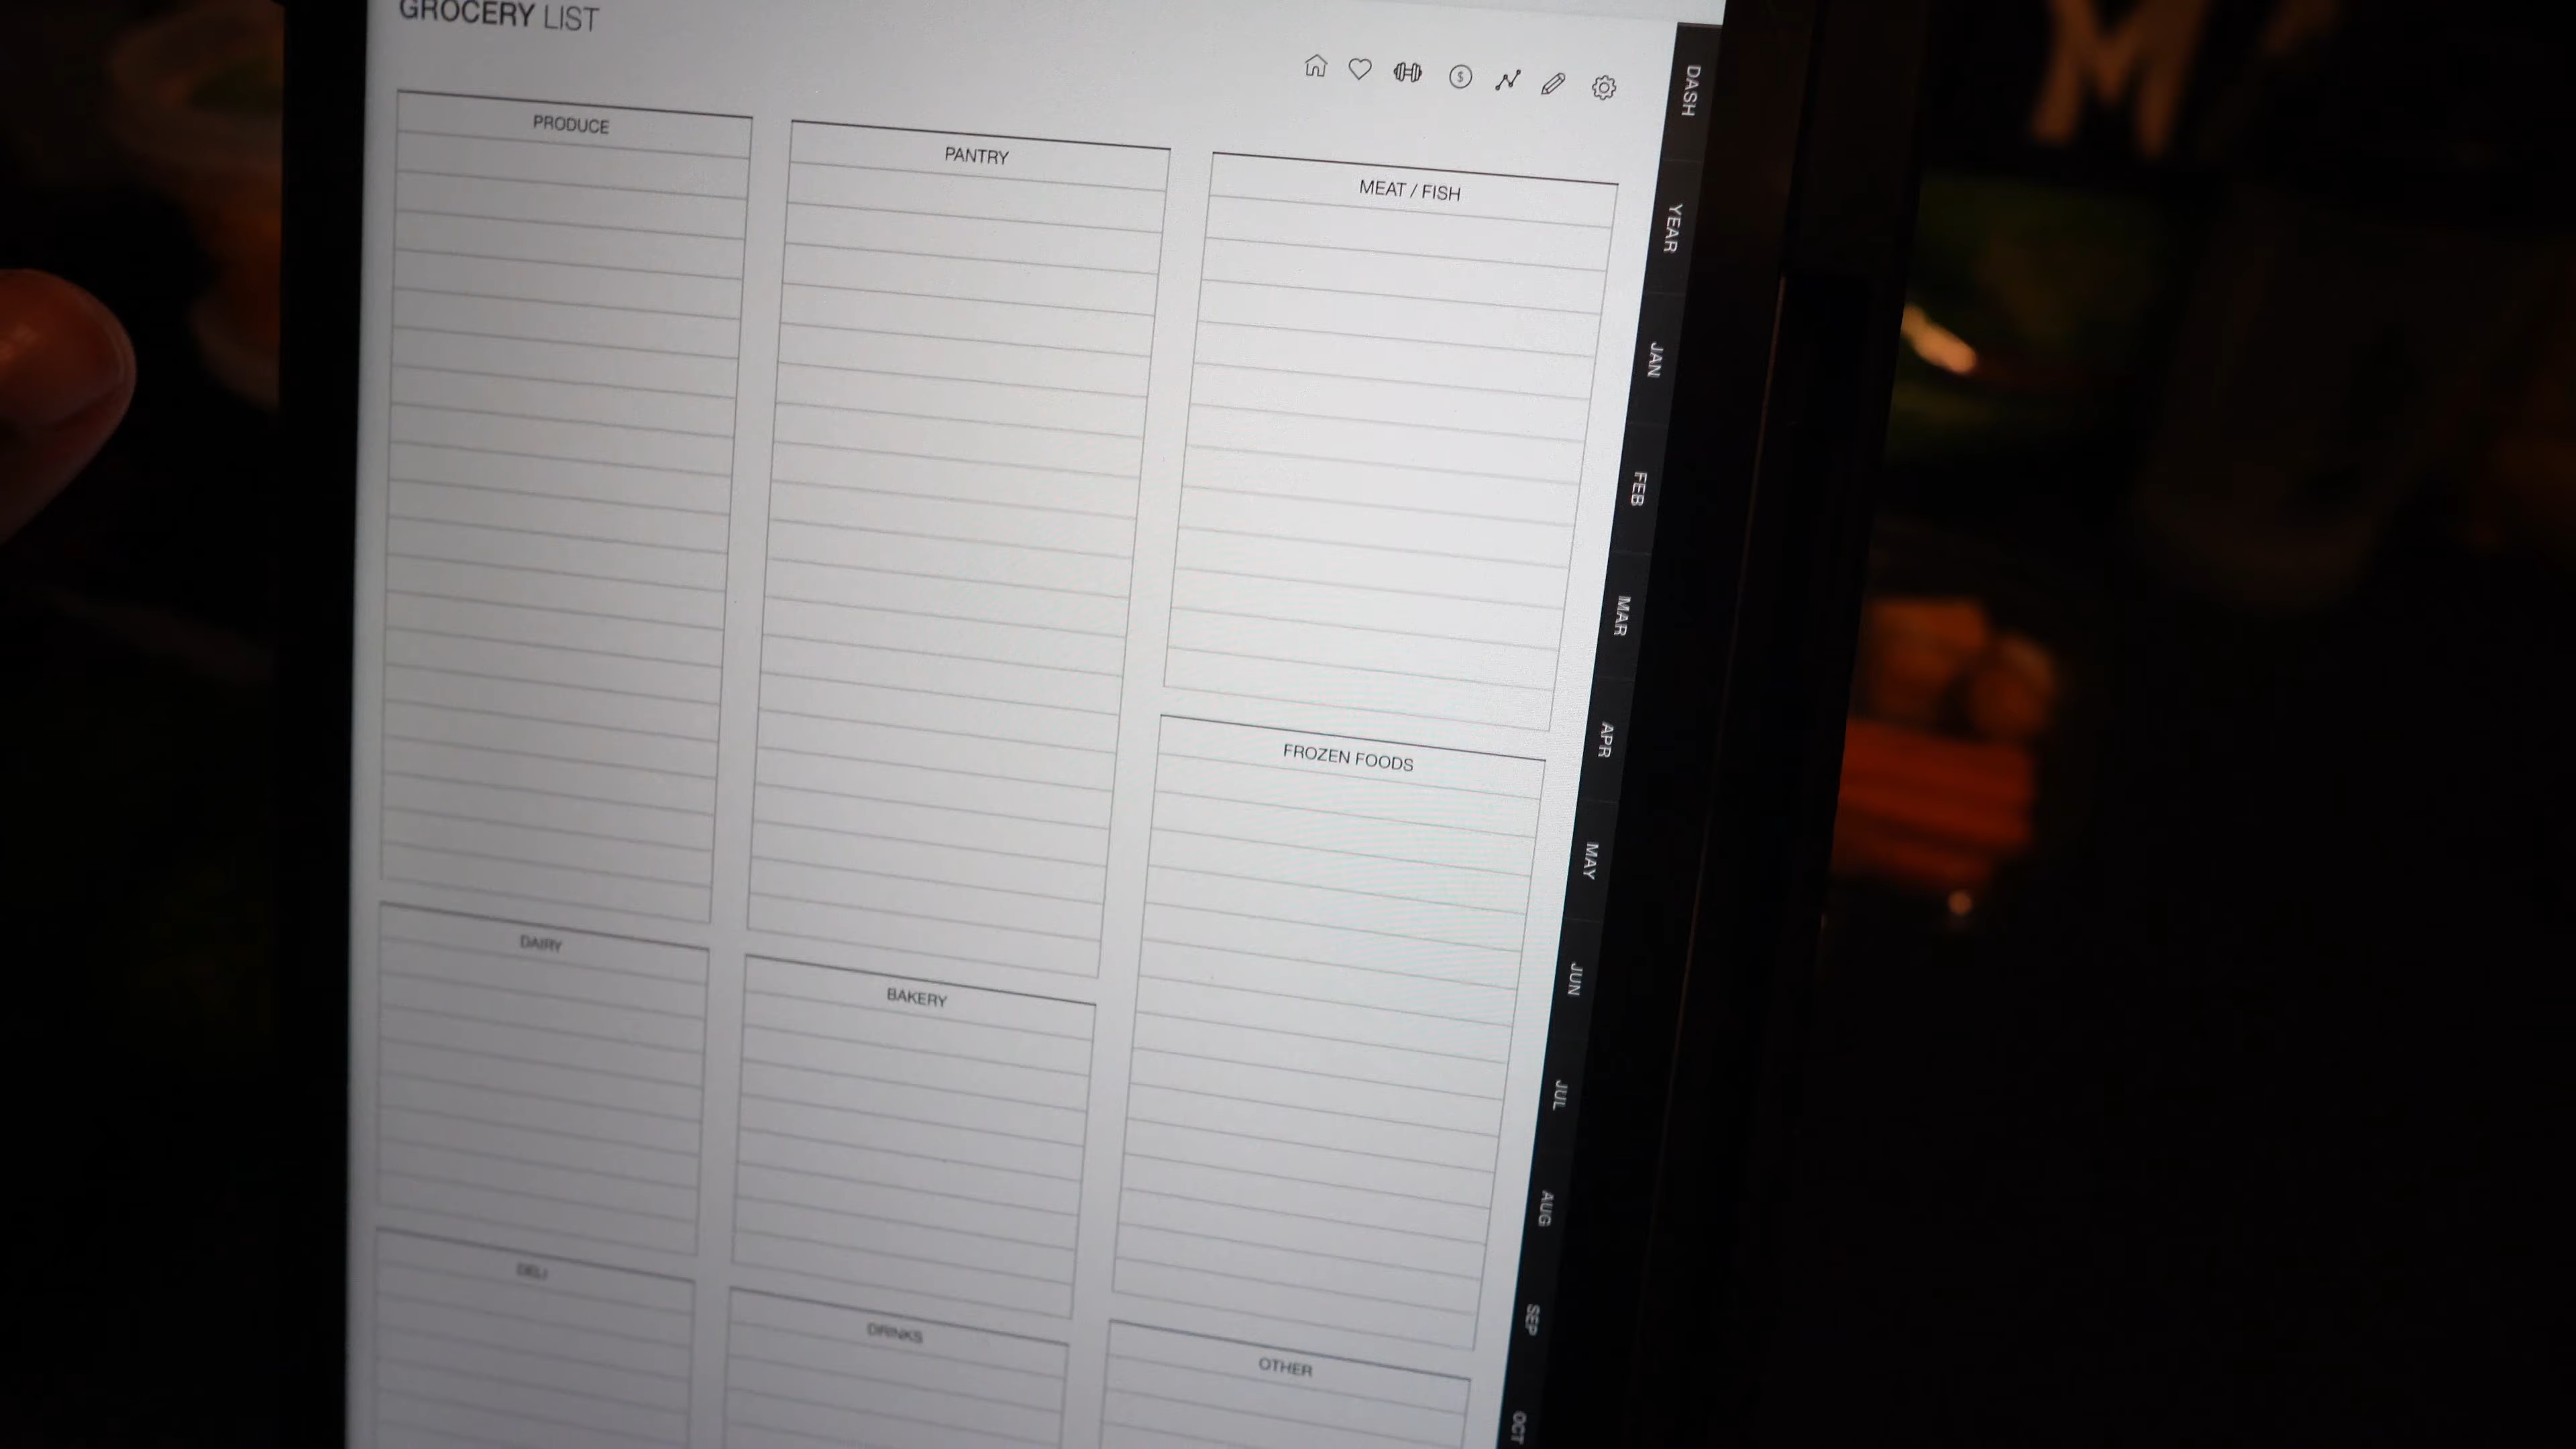 GROCERY LIST
PRODUCE
PANTRY
MEAT / FISH
FROZEN FOODS
DAIRY
BAKERY
DELI
DRINKS
OTHER
DASH
YEAR
JAN
FEB
MAR
APR
MAY
JUN
JUL
AUG
SEP
OCT
M